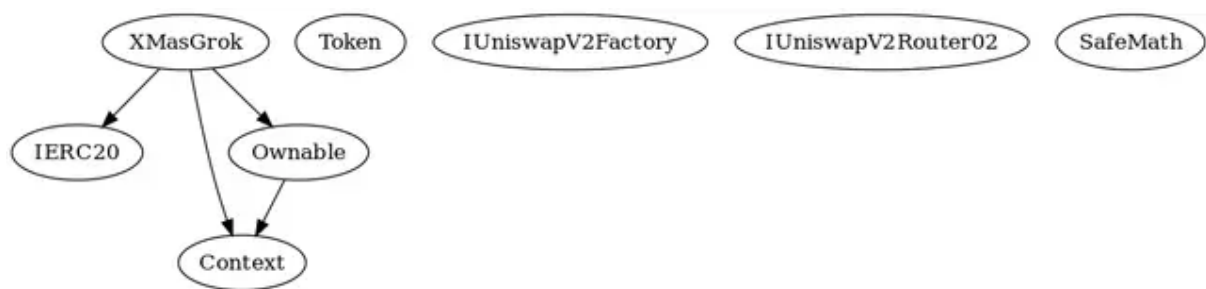 XMasGrok Token IUniswapV2Factory IUniswapV2Router02 SafeMath
IERC20 Ownable
Context